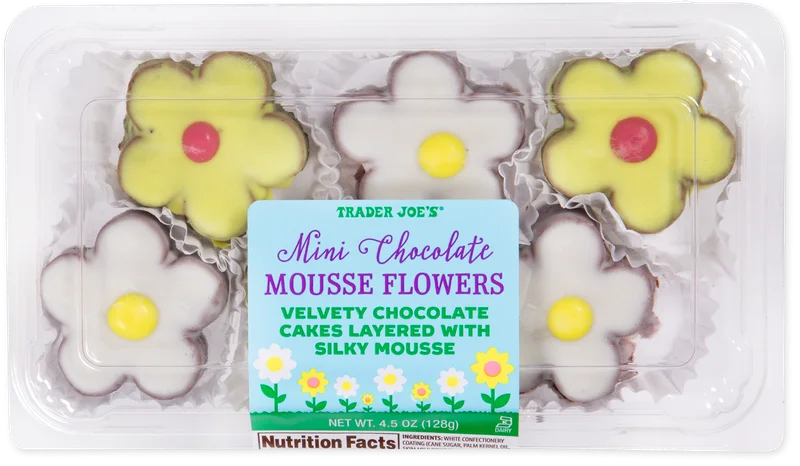 TRADER JOE'S®
Mini Chocolate
MOUSSE FLOWERS
VELVETY CHOCOLATE
CAKES LAYERED WITH
SILKY MOUSSE
NET WT. 4.5 OZ (128g)
DAIRY
Nutrition Facts
INGREDIENTS: WHITE CONFECTIONERY
COATING (CANE SUGAR, PALM KERNEL OIL,